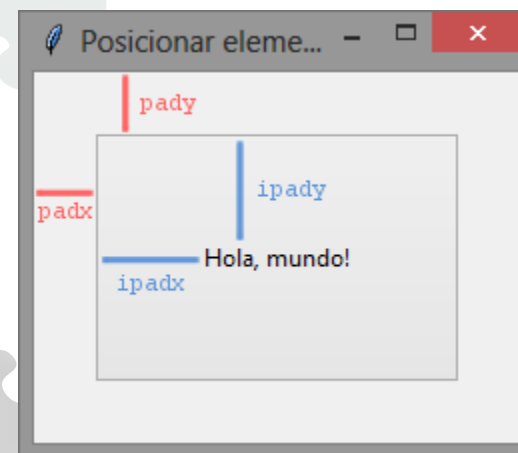 Posicionar eleme...
pady
padx
ipady
Hola, mundo!
ipadx